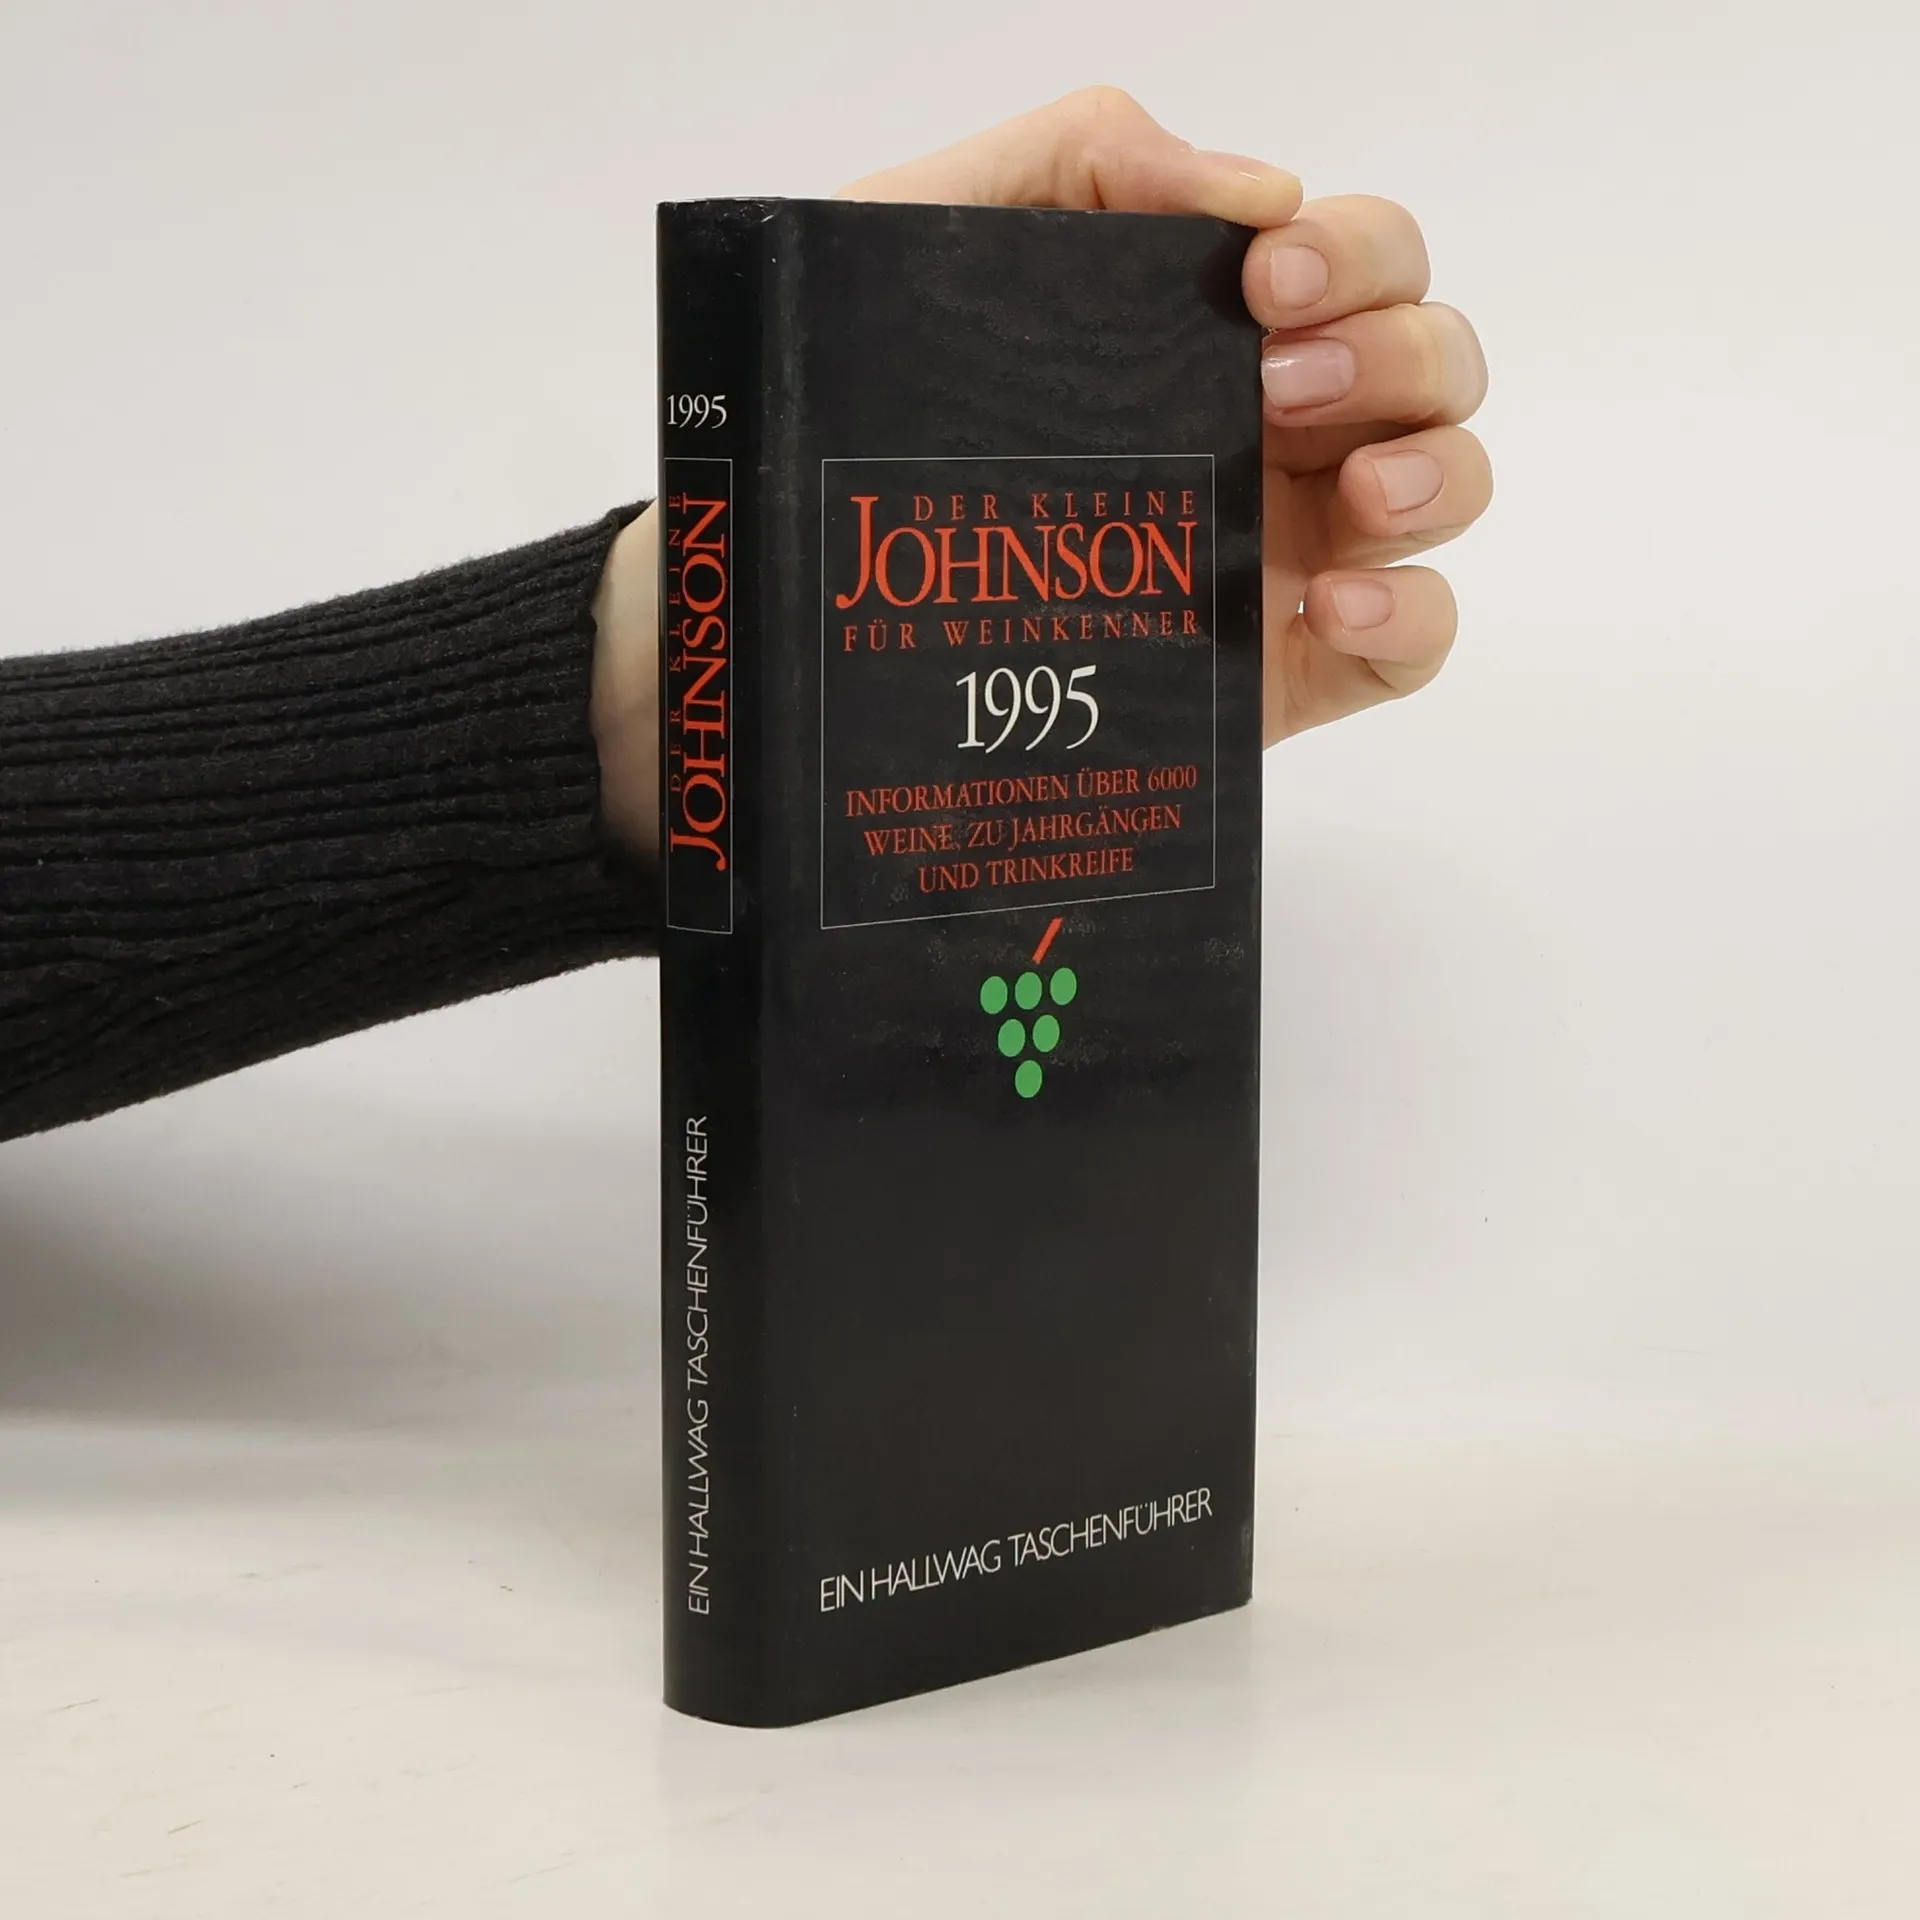 1995
DER KLEINE
JOHNSON
EIN HALLWAG TASCHENFÜHRER
DER KLEINE
JOHNSON
FÜR WEINKENNER
1995
INFORMATIONEN ÜBER 6000
WEINE, ZU JAHRGÄNGEN
UND TRINKREIFE
EIN HALLWAG TASCHENFÜHRER